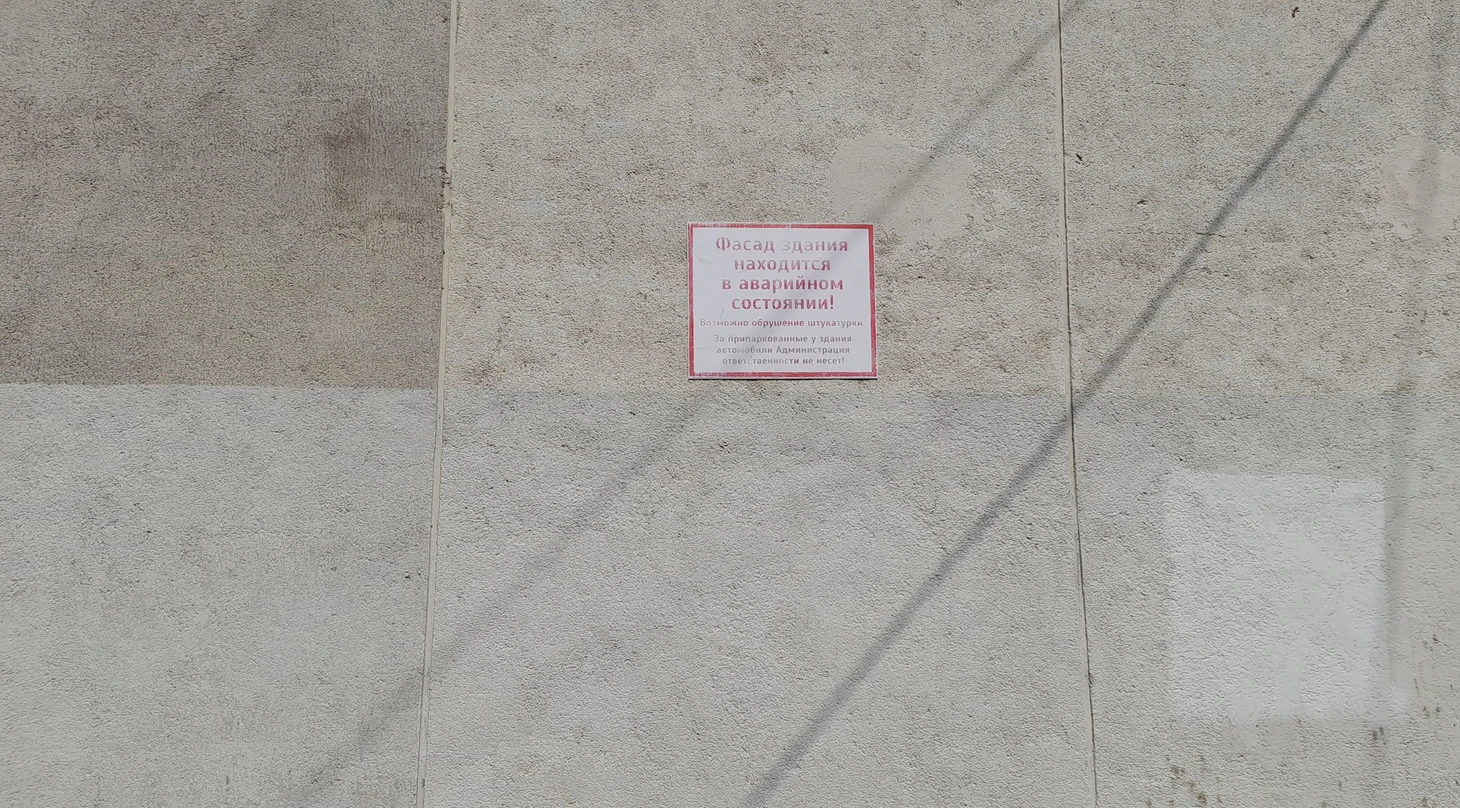 Фасад здания
находится
в аварийном
состоянии!
Возможно обрушение штукатурки
За припаркованные у здания
автомобили Администрация
ответственности не несет!